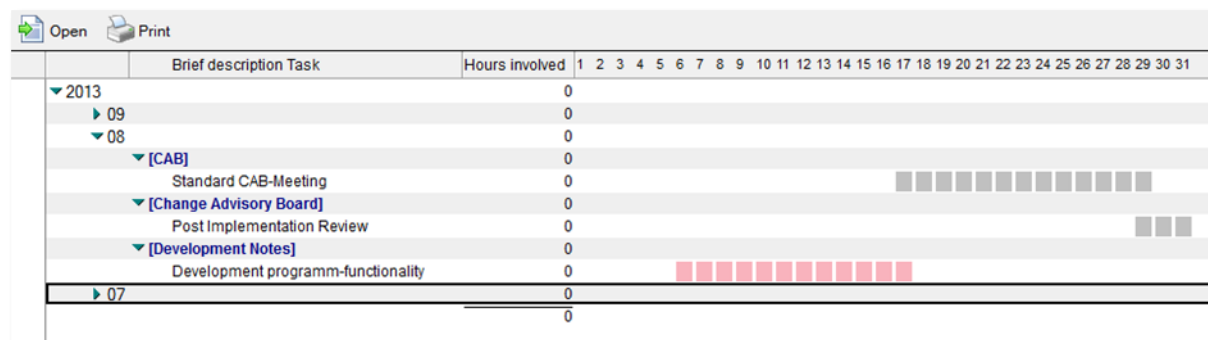 Open Print
Brief description Task Hours involved 1 2 3 4 5 6 7 8 9 10 11 12 13 14 15 16 17 18 19 20 21 22 23 24 25 26 27 28 29 30 31
2013 0
09 0
08 0
[CAB] 0
Standard CAB-Meeting 0
[Change Advisory Board] 0
Post Implementation Review 0
[Development Notes] 0
Development programm-functionality 0
07 0
0